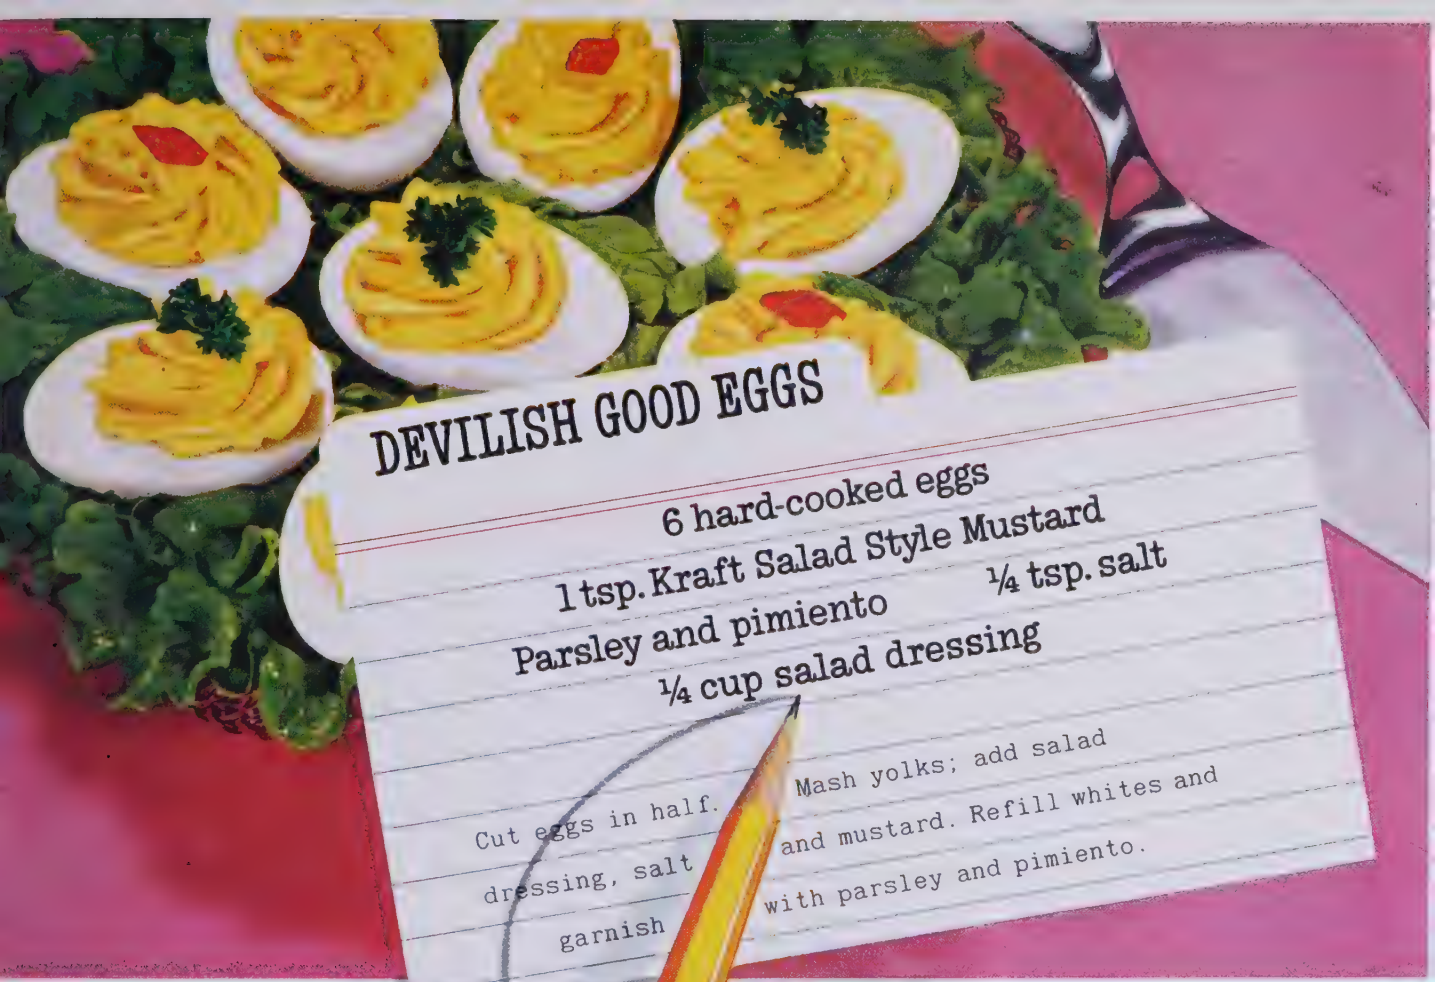 DEVILISH GOOD EGGS
6 hard-cooked eggs
1 tsp. Kraft Salad Style Mustard
Parsley and pimiento ¼ tsp. salt
¼ cup salad dressing
Cut eggs in half. Mash yolks; add salad
dressing, salt and mustard. Refill whites and
garnish with parsley and pimiento.